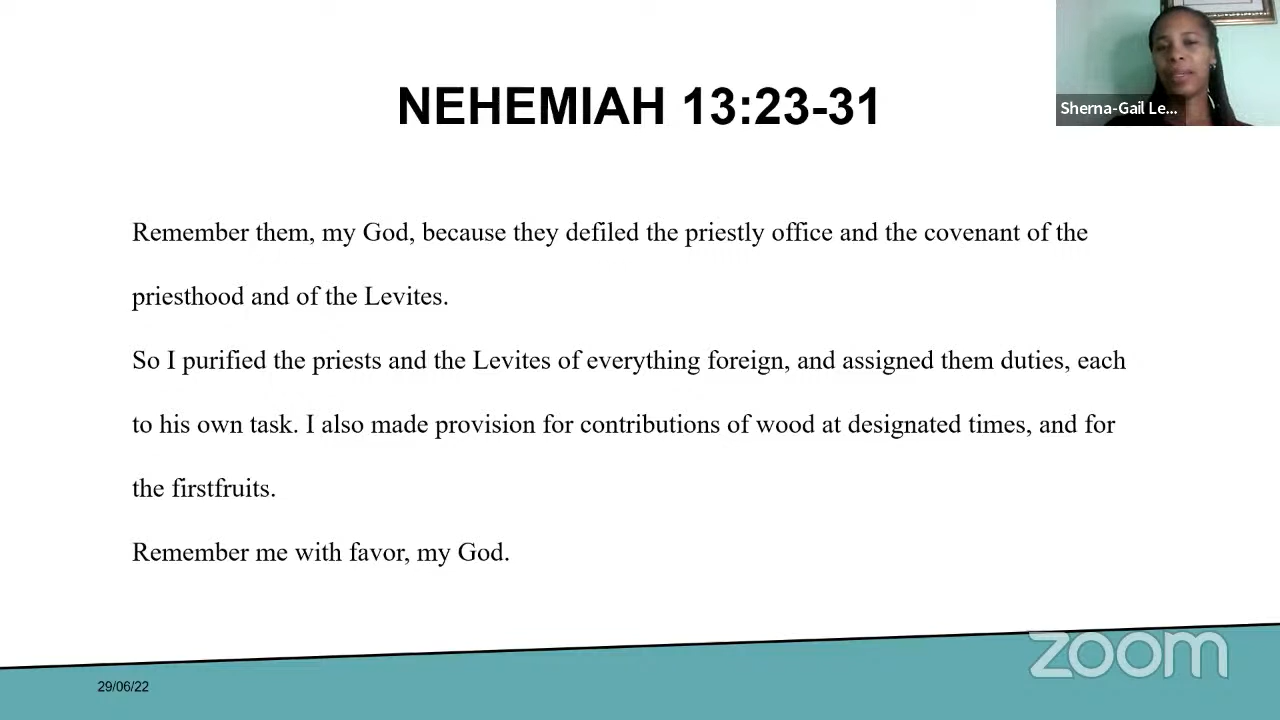 NEHEMIAH 13:23-31
Sherna-Gail Le...
Remember them, my God, because they defiled the priestly office and the covenant of the
priesthood and of the Levites.
So I purified the priests and the Levites of everything foreign, and assigned them duties, each
to his own task. I also made provision for contributions of wood at designated times, and for
the firstfruits.
Remember me with favor, my God.
zoom
29/06/22